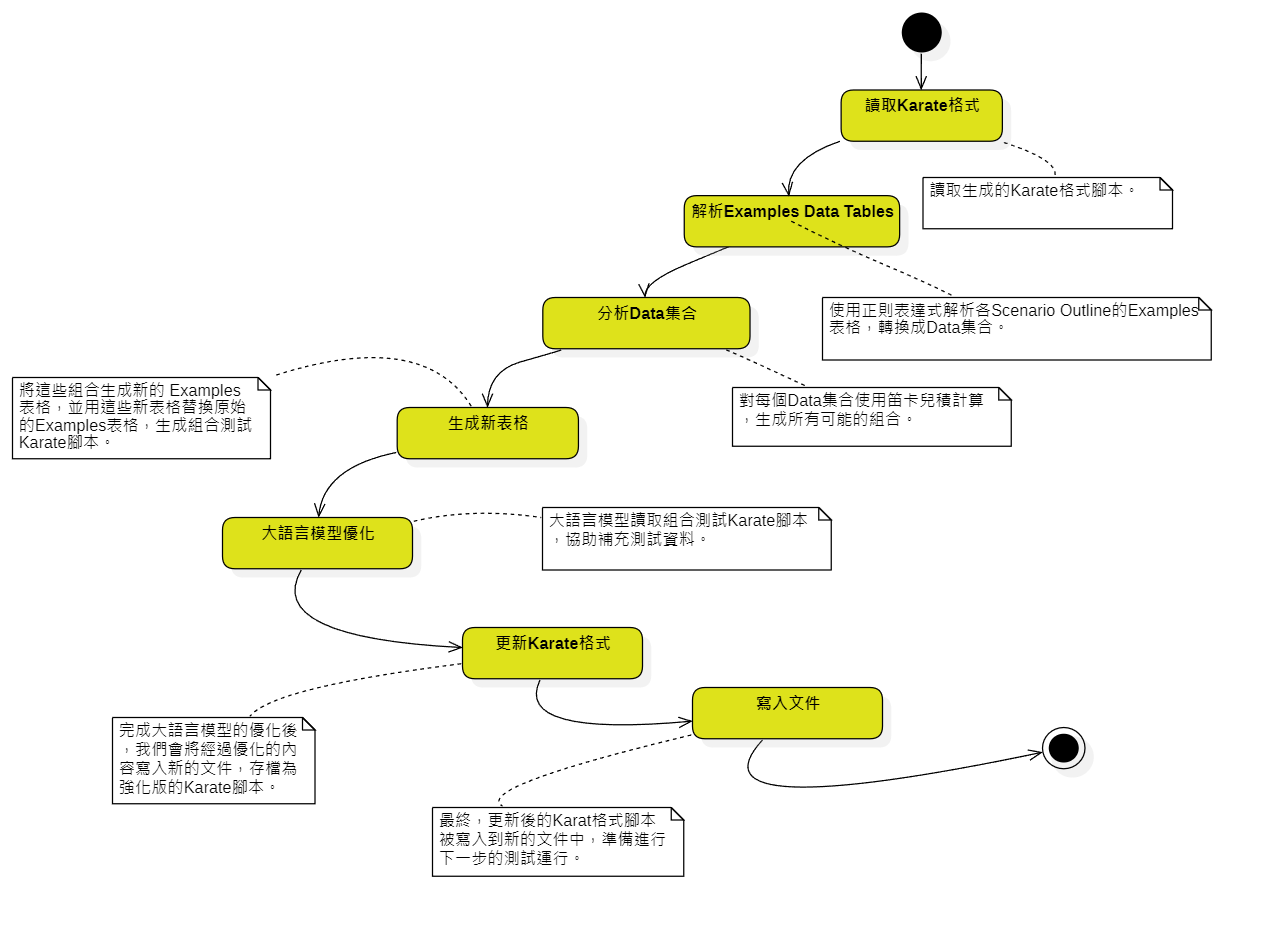 讀取Karate格式
讀取生成的Karate格式腳本。
解析Examples Data Tables
使用正則表達式解析各Scenario Outline的Examples
表格，轉換成Data集合。
分析Data集合
對每個Data集合使用笛卡兒積計算
，生成所有可能的組合。
將這些組合生成新的 Examples
表格，並用這些新表格替換原始
的Examples表格，生成組合測試
Karate腳本。
生成新表格
大語言模型優化
大語言模型讀取組合測試Karate腳本
，協助補充測試資料。
更新Karate格式
完成大語言模型的優化後
，我們會將經過優化的內
容寫入新的文件，存檔為
強化版的Karate腳本。
寫入文件
最終，更新後的Karat格式腳本
被寫入到新的文件中，準備進行
下一步的測試運行。